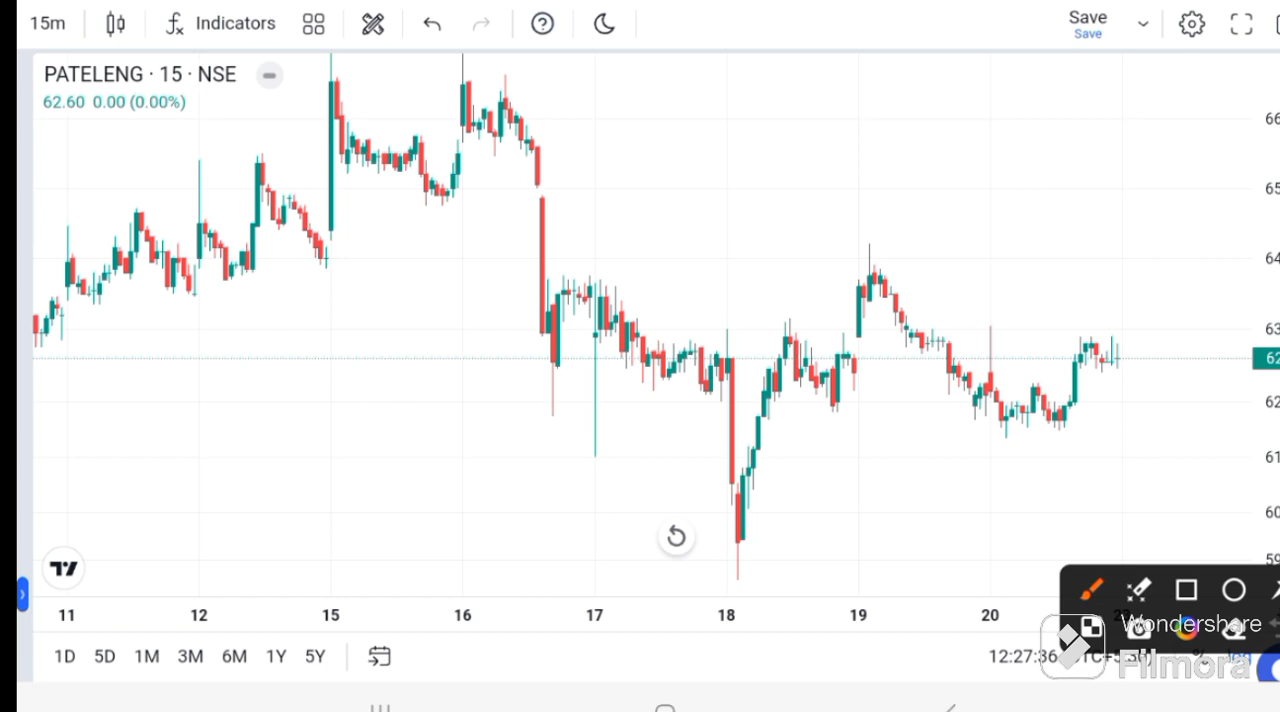 15m
Indicators
Save
Save
PATELENG · 15 · NSE
62.60 0.00 (0.00%)
66
65
64
63
62
62
61
60
59
11 12 15 16 17 18 19 20
1D 5D 1M 3M 6M 1Y 5Y
12:27:36
Wondershare
Filmora